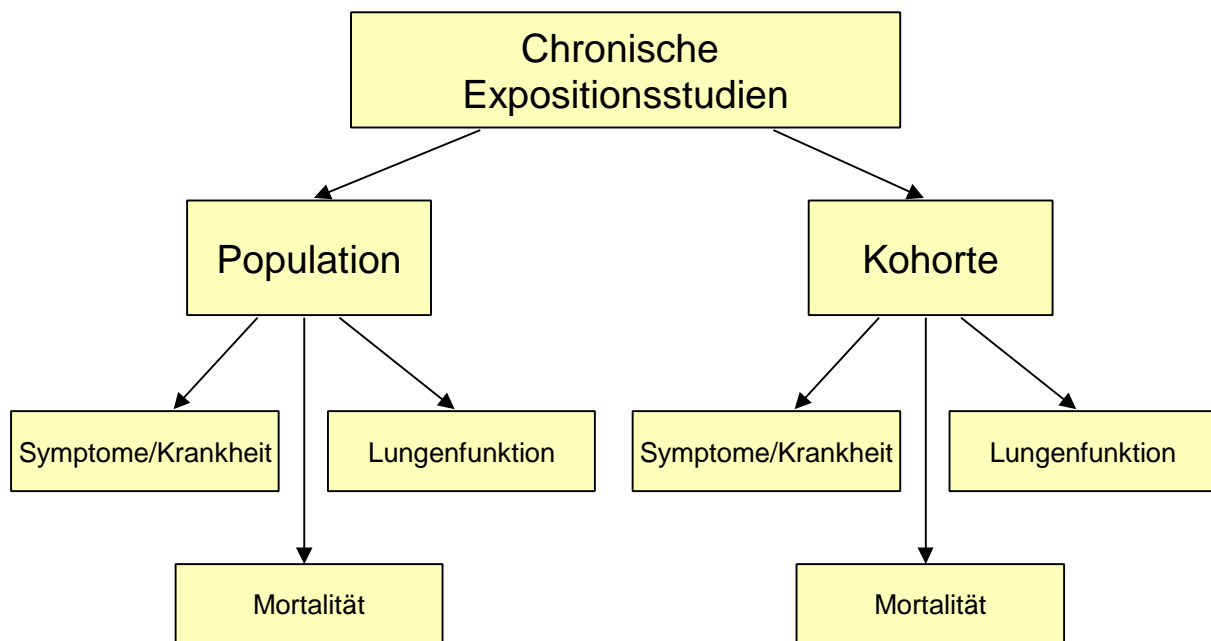 Chronische
Expositionsstudien
Population
Kohorte
Symptome/Krankheit
Lungenfunktion
Symptome/Krankheit
Lungenfunktion
Mortalität
Mortalität